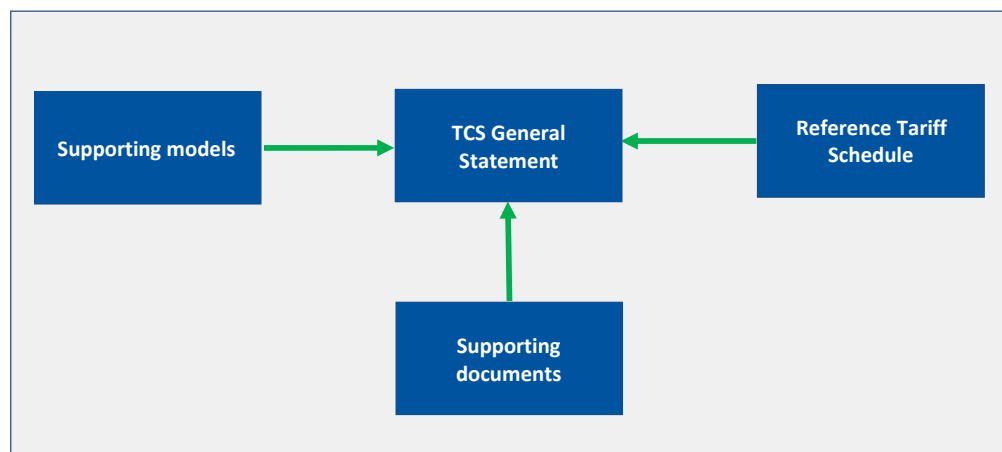 Supporting models
TCS General
Statement
Reference Tariff
Schedule
Supporting
documents